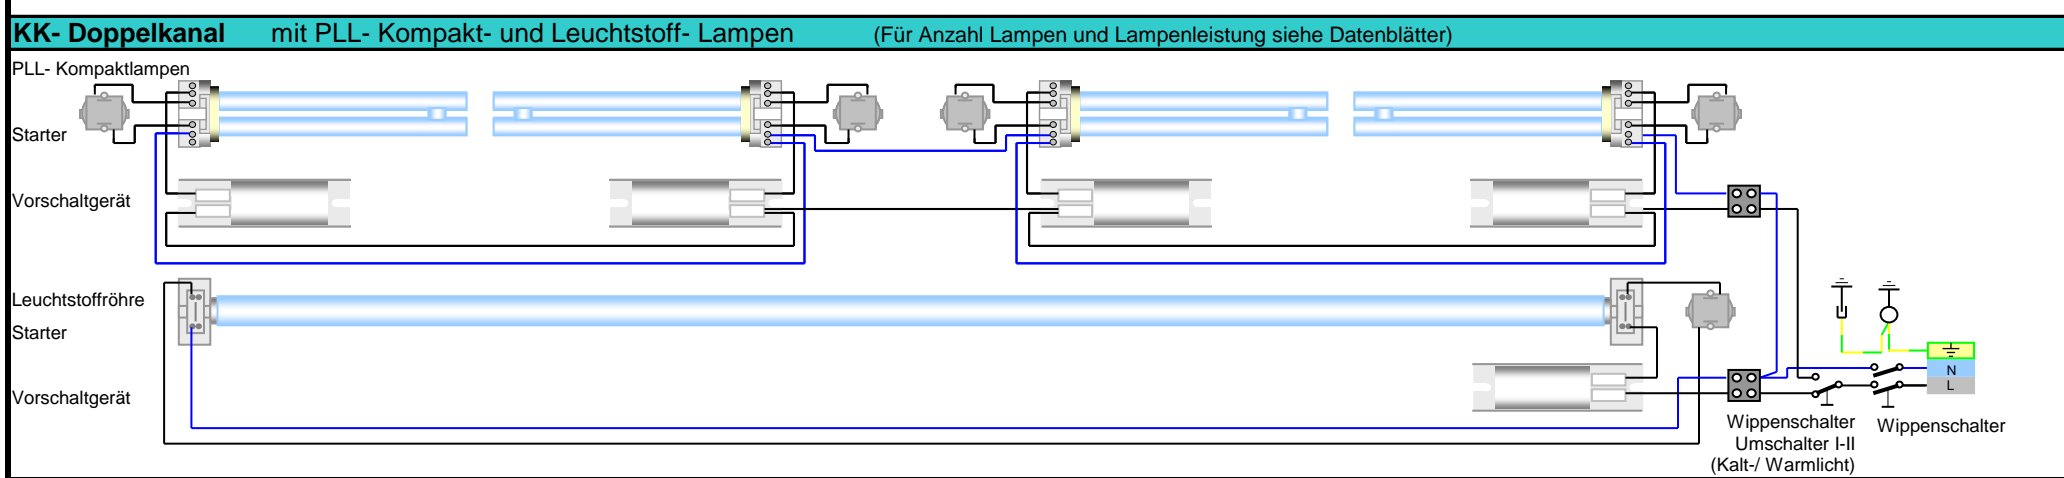 KK- Doppelkanal mit PLL- Kompakt- und Leuchtstoff- Lampen (Für Anzahl Lampen und Lampenleistung siehe Datenblätter)
PLL- Kompaktlampen
Starter
Vorschaltgerät
Leuchtstoffröhre
Starter
Vorschaltgerät
N
L
Wippenschalter
Umschalter I-II
(Kalt-/ Warmlicht)
Wippenschalter